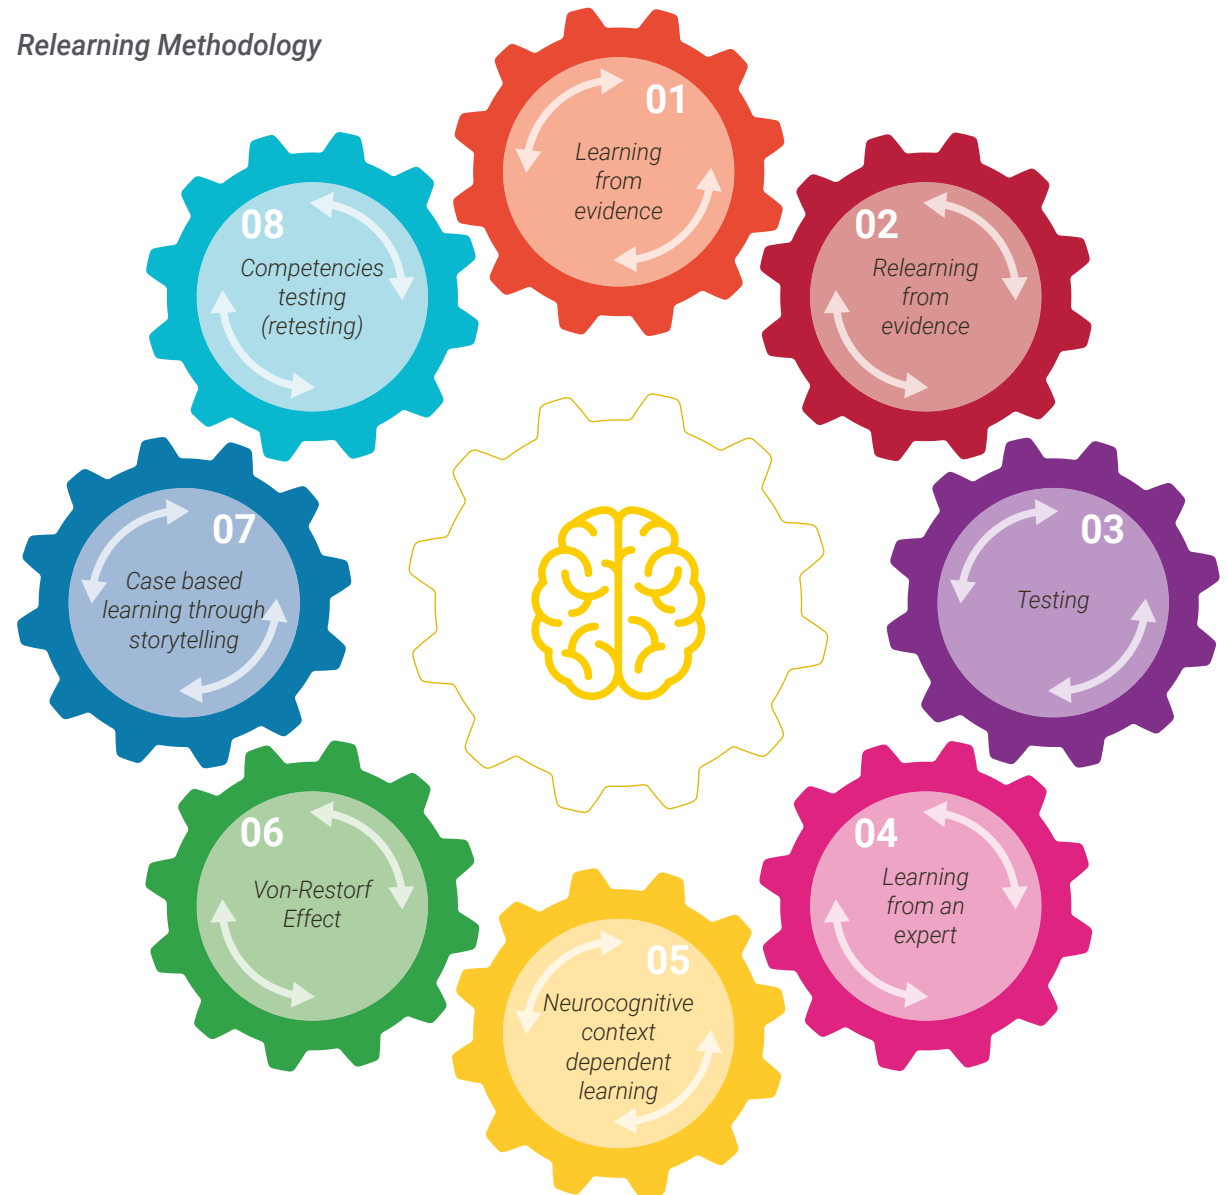 Relearning Methodology
01
Learning
from
evidence
02
Relearning
from
evidence
03
Testing
04
Learning
from an
expert
05
Neurocognitive
context
dependent
learning
06
Von-Restorf
Effect
07
Case based
learning through
storytelling
08
Competencies
testing
(retesting)